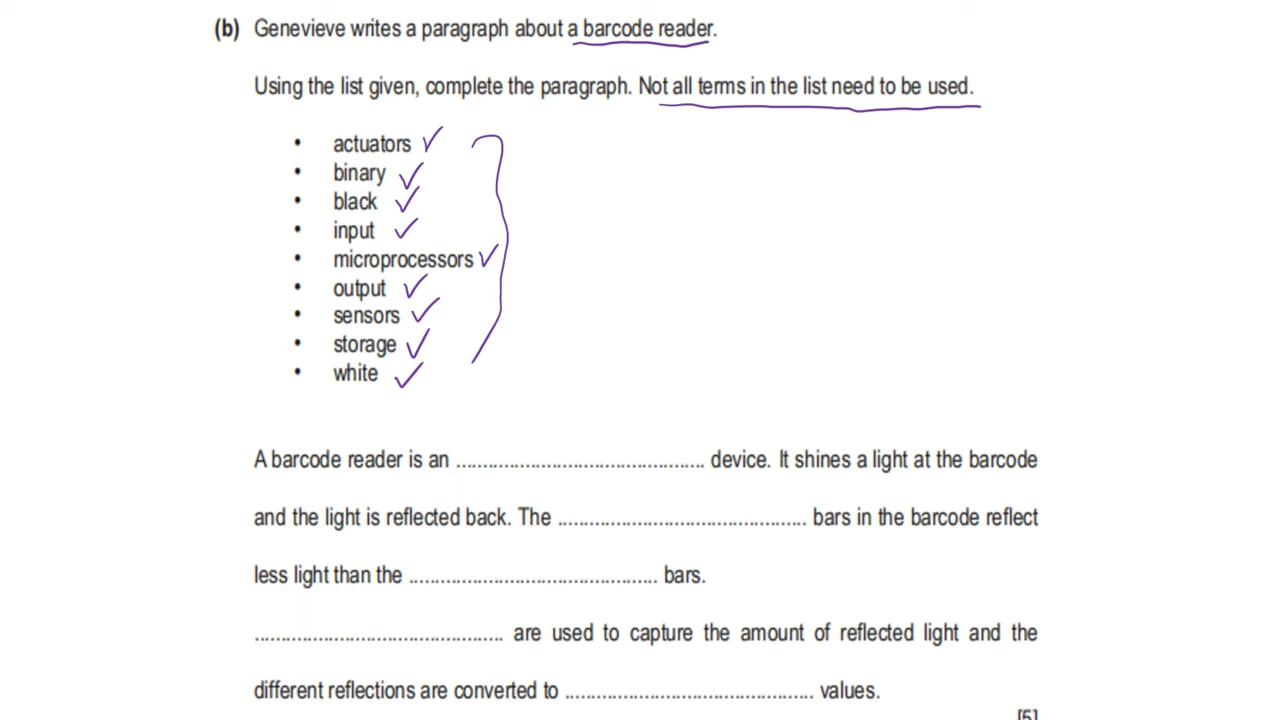 (b) Genevieve writes a paragraph about a barcode reader.
Using the list given, complete the paragraph. Not all terms in the list need to be used.
• actuators
• binary
• black
• input
• microprocessors
• output
• sensors
• storage
• white
A barcode reader is an ............................................... device. It shines a light at the barcode
and the light is reflected back. The ............................................... bars in the barcode reflect
less light than the ............................................... bars.
............................................... are used to capture the amount of reflected light and the
different reflections are converted to ............................................... values.
[5]